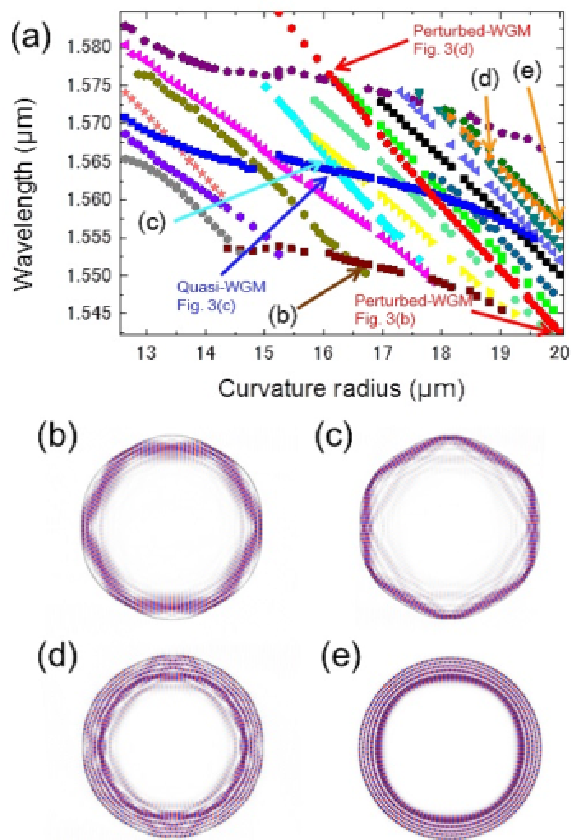 (a)
Wavelength (μm)
1.580
1.575
1.570
1.565
1.560
1.555
1.550
1.545
Perturbed-WGM
Fig. 3(d)
(d)
(e)
(c)
Quasi-WGM
Fig. 3(c)
(b)
Perturbed-WGM
Fig. 3(b)
13 14 15 16 17 18 19 20
Curvature radius (μm)
(b) (c)
(d) (e)